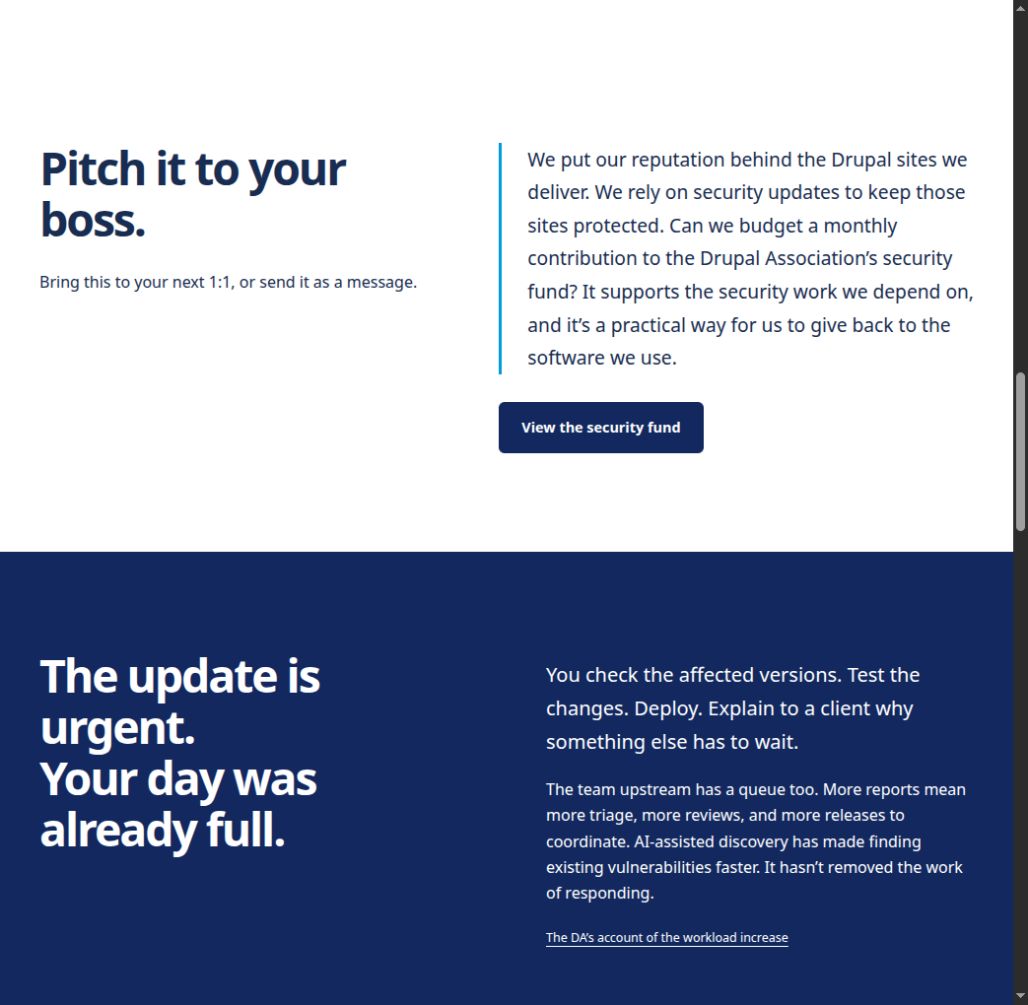 Pitch it to your
boss.
Bring this to your next 1:1, or send it as a message.
We put our reputation behind the Drupal sites we
deliver. We rely on security updates to keep those
sites protected. Can we budget a monthly
contribution to the Drupal Association’s security
fund? It supports the security work we depend on,
and it’s a practical way for us to give back to the
software we use.
View the security fund
The update is
urgent.
Your day was
already full.
You check the affected versions. Test the
changes. Deploy. Explain to a client why
something else has to wait.
The team upstream has a queue too. More reports mean
more triage, more reviews, and more releases to
coordinate. AI-assisted discovery has made finding
existing vulnerabilities faster. It hasn’t removed the work
of responding.
The DA’s account of the workload increase